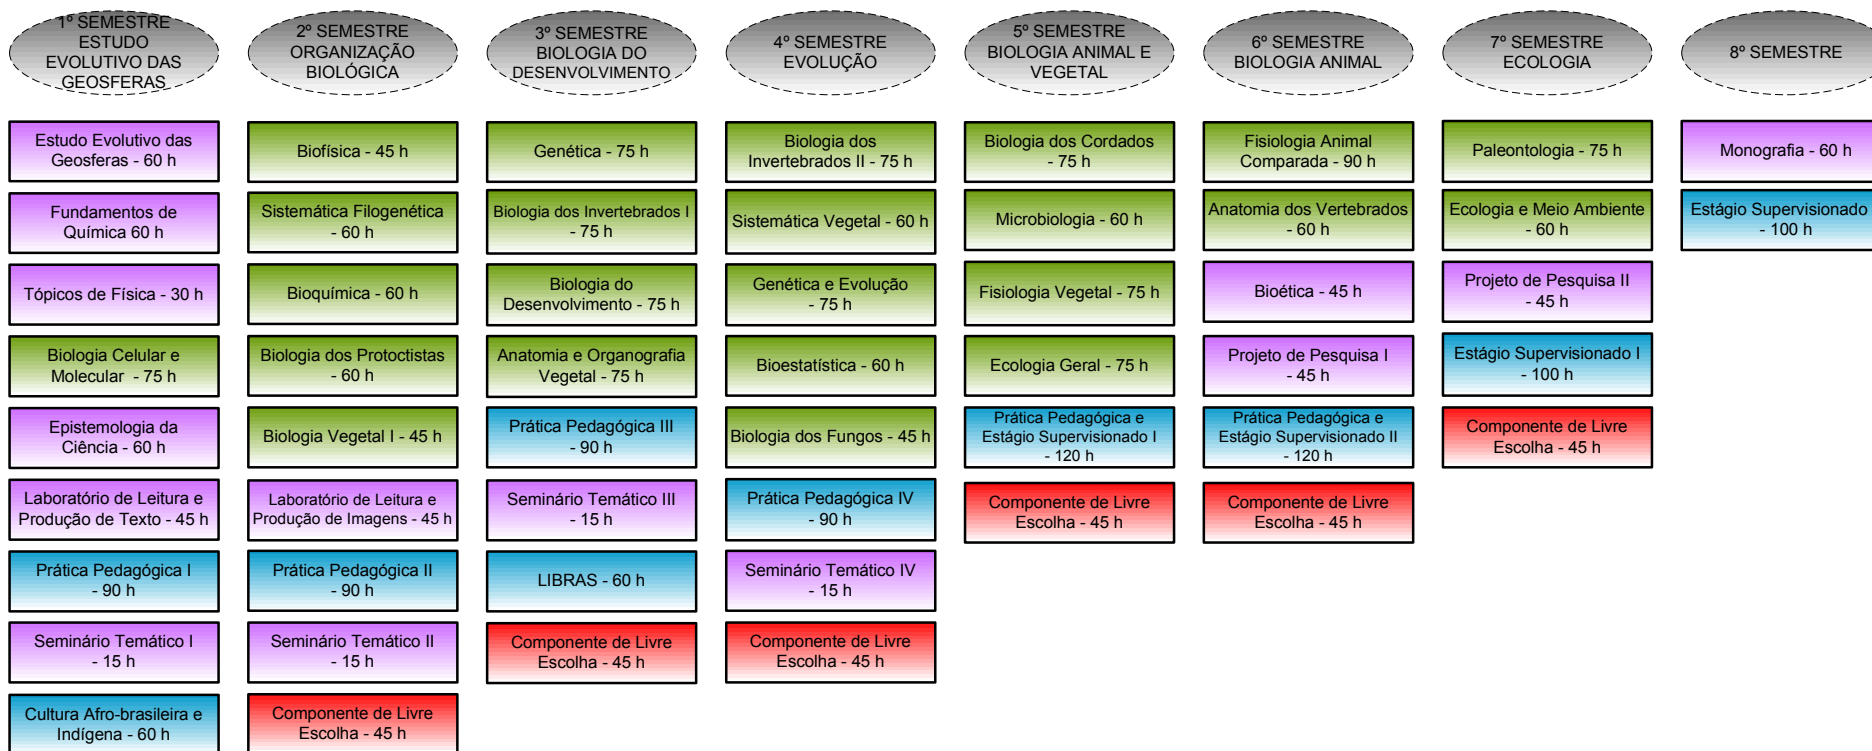 1º SEMESTRE
ESTUDO
EVOLUTIVO DAS
GEOSFERAS
2º SEMESTRE
ORGANIZAÇÃO
BIOLÓGICA
3º SEMESTRE
BIOLOGIA DO
DESENVOLVIMENTO
4º SEMESTRE
EVOLUÇÃO
5º SEMESTRE
BIOLOGIA ANIMAL E
VEGETAL
6º SEMESTRE
BIOLOGIA ANIMAL
7º SEMESTRE
ECOLOGIA
8º SEMESTRE
Estudo Evolutivo das
Geosferas - 60 h
Biofísica - 45 h
Genética - 75 h
Biologia dos
Invertebrados II - 75 h
Biologia dos Cordados
- 75 h
Fisiologia Animal
Comparada - 90 h
Paleontologia - 75 h
Monografia - 60 h
Fundamentos de
Química 60 h
Sistemática Filogenética
- 60 h
Biologia dos Invertebrados I
- 75 h
Sistemática Vegetal - 60 h
Microbiologia - 60 h
Anatomia dos Vertebrados
- 60 h
Ecologia e Meio Ambiente
- 60 h
Estágio Supervisionado
- 100 h
Tópicos de Física - 30 h
Bioquímica - 60 h
Biologia do
Desenvolvimento - 75 h
Genética e Evolução
- 75 h
Fisiologia Vegetal - 75 h
Bioética - 45 h
Projeto de Pesquisa II
- 45 h
Biologia Celular e
Molecular - 75 h
Biologia dos Protoctistas
- 60 h
Anatomia e Organografia
Vegetal - 75 h
Bioestatística - 60 h
Ecologia Geral - 75 h
Projeto de Pesquisa I
- 45 h
Estágio Supervisionado I
- 100 h
Epistemologia da
Ciência - 60 h
Biologia Vegetal I - 45 h
Prática Pedagógica III
- 90 h
Biologia dos Fungos - 45 h
Prática Pedagógica e
Estágio Supervisionado I
- 120 h
Prática Pedagógica e
Estágio Supervisionado II
- 120 h
Componente de Livre
Escolha - 45 h
Laboratório de Leitura e
Produção de Texto - 45 h
Laboratório de Leitura e
Produção de Imagens - 45 h
Seminário Temático III
- 15 h
Prática Pedagógica IV
- 90 h
Componente de Livre
Escolha - 45 h
Componente de Livre
Escolha - 45 h
Prática Pedagógica I
- 90 h
Prática Pedagógica II
- 90 h
LIBRAS - 60 h
Seminário Temático IV
- 15 h
Seminário Temático I
- 15 h
Seminário Temático II
- 15 h
Componente de Livre
Escolha - 45 h
Componente de Livre
Escolha - 45 h
Cultura Afro-brasileira e
Indígena - 60 h
Componente de Livre
Escolha - 45 h